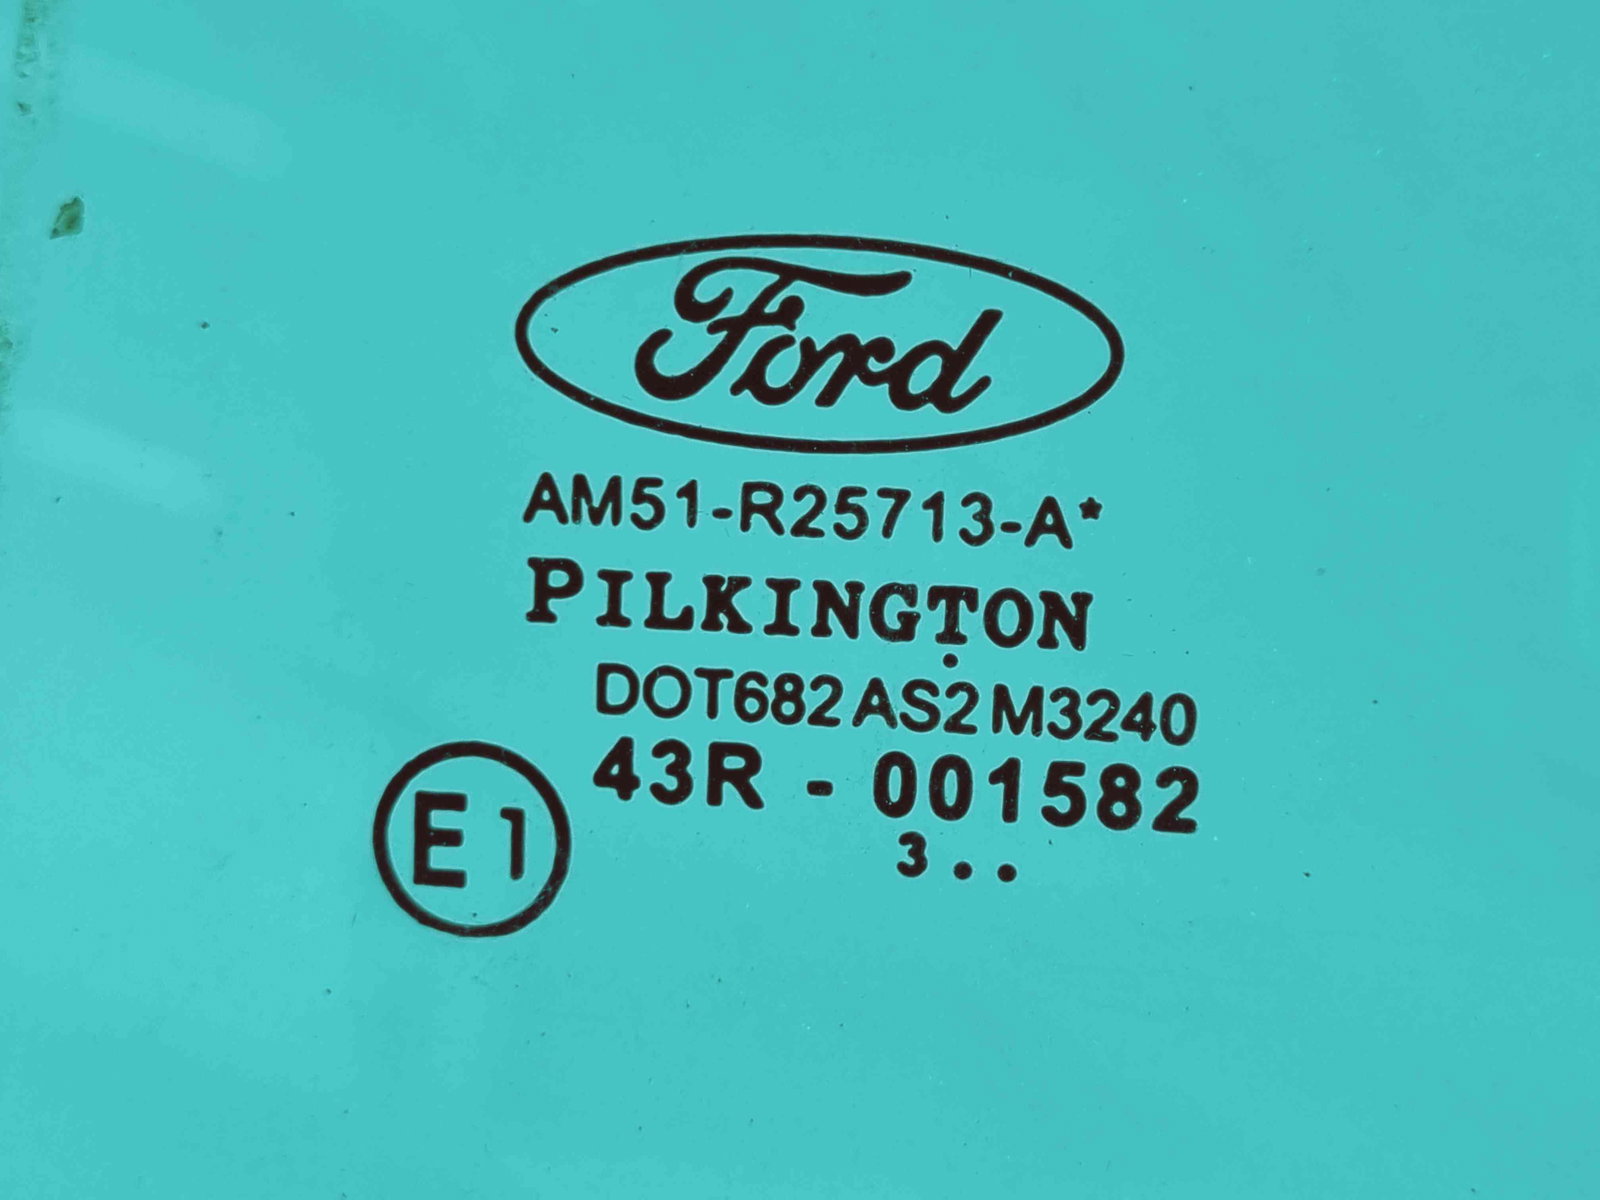 Ford
AM51-R25713-A*
PILKINGTON
DOT682 AS2 M3240
43R - 001582
E1
3 . .